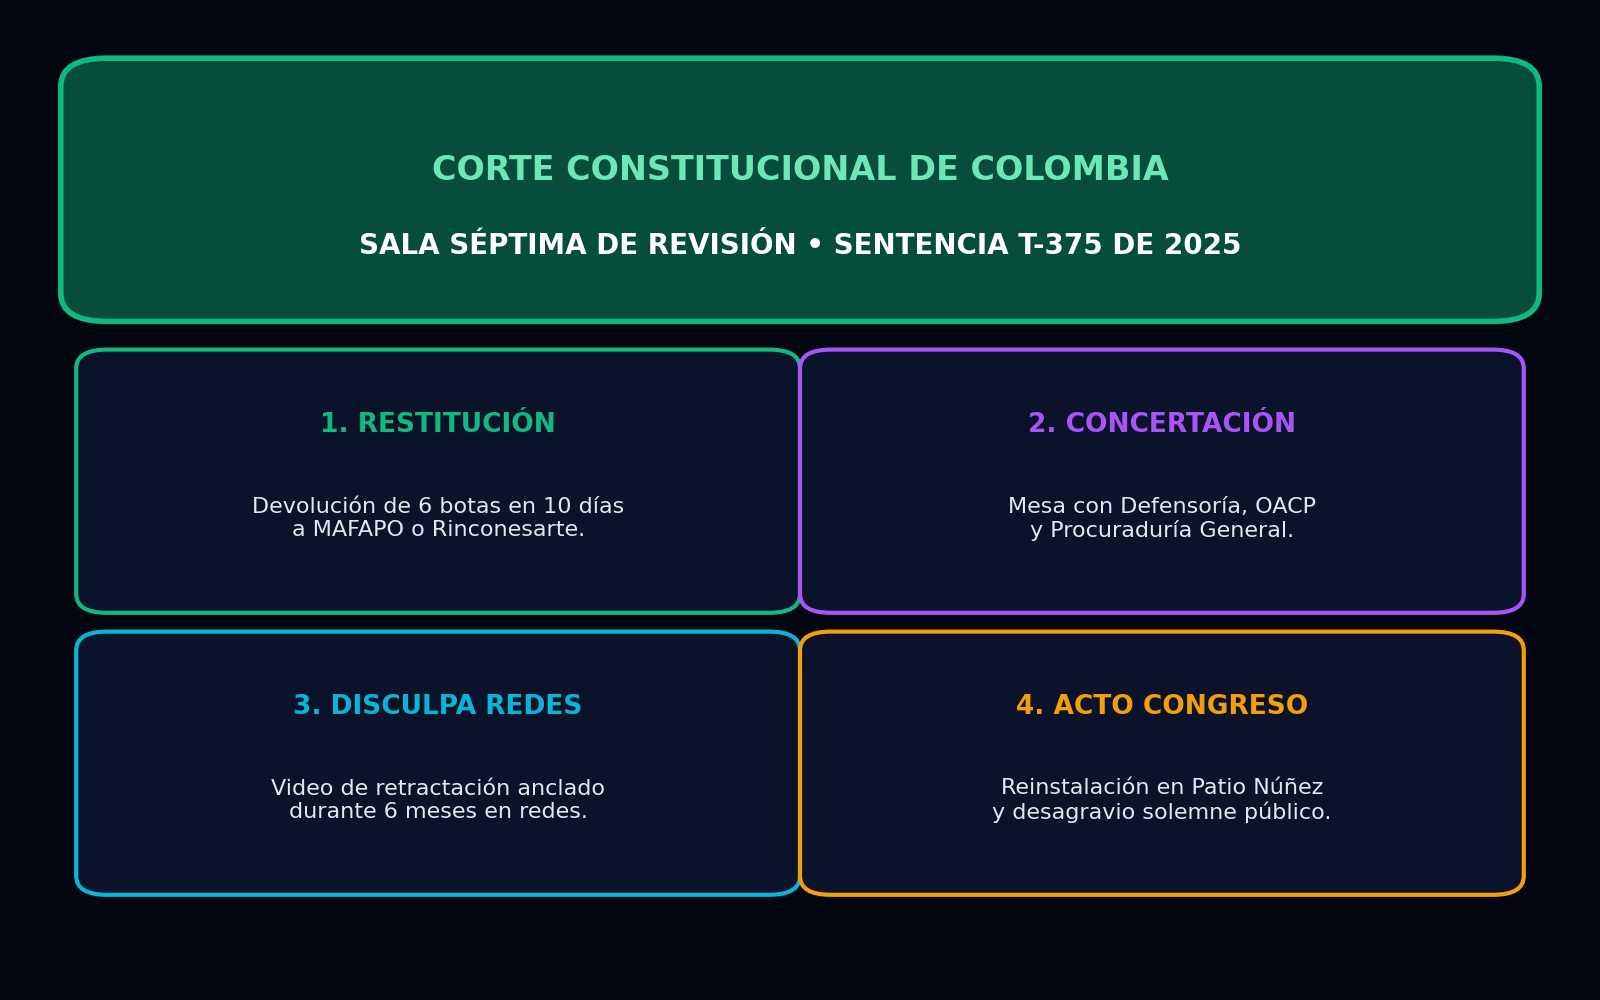 CORTE CONSTITUCIONAL DE COLOMBIA
SALA SÉPTIMA DE REVISIÓN • SENTENCIA T-375 DE 2025
1. RESTITUCIÓN
Devolución de 6 botas en 10 días
a MAFAPO o Rinconesarte.
2. CONCERTACIÓN
Mesa con Defensoría, OACP
y Procuraduría General.
3. DISCULPA REDES
Video de retractación anclado
durante 6 meses en redes.
4. ACTO CONGRESO
Reinstalación en Patio Núñez
y desagravio solemne público.